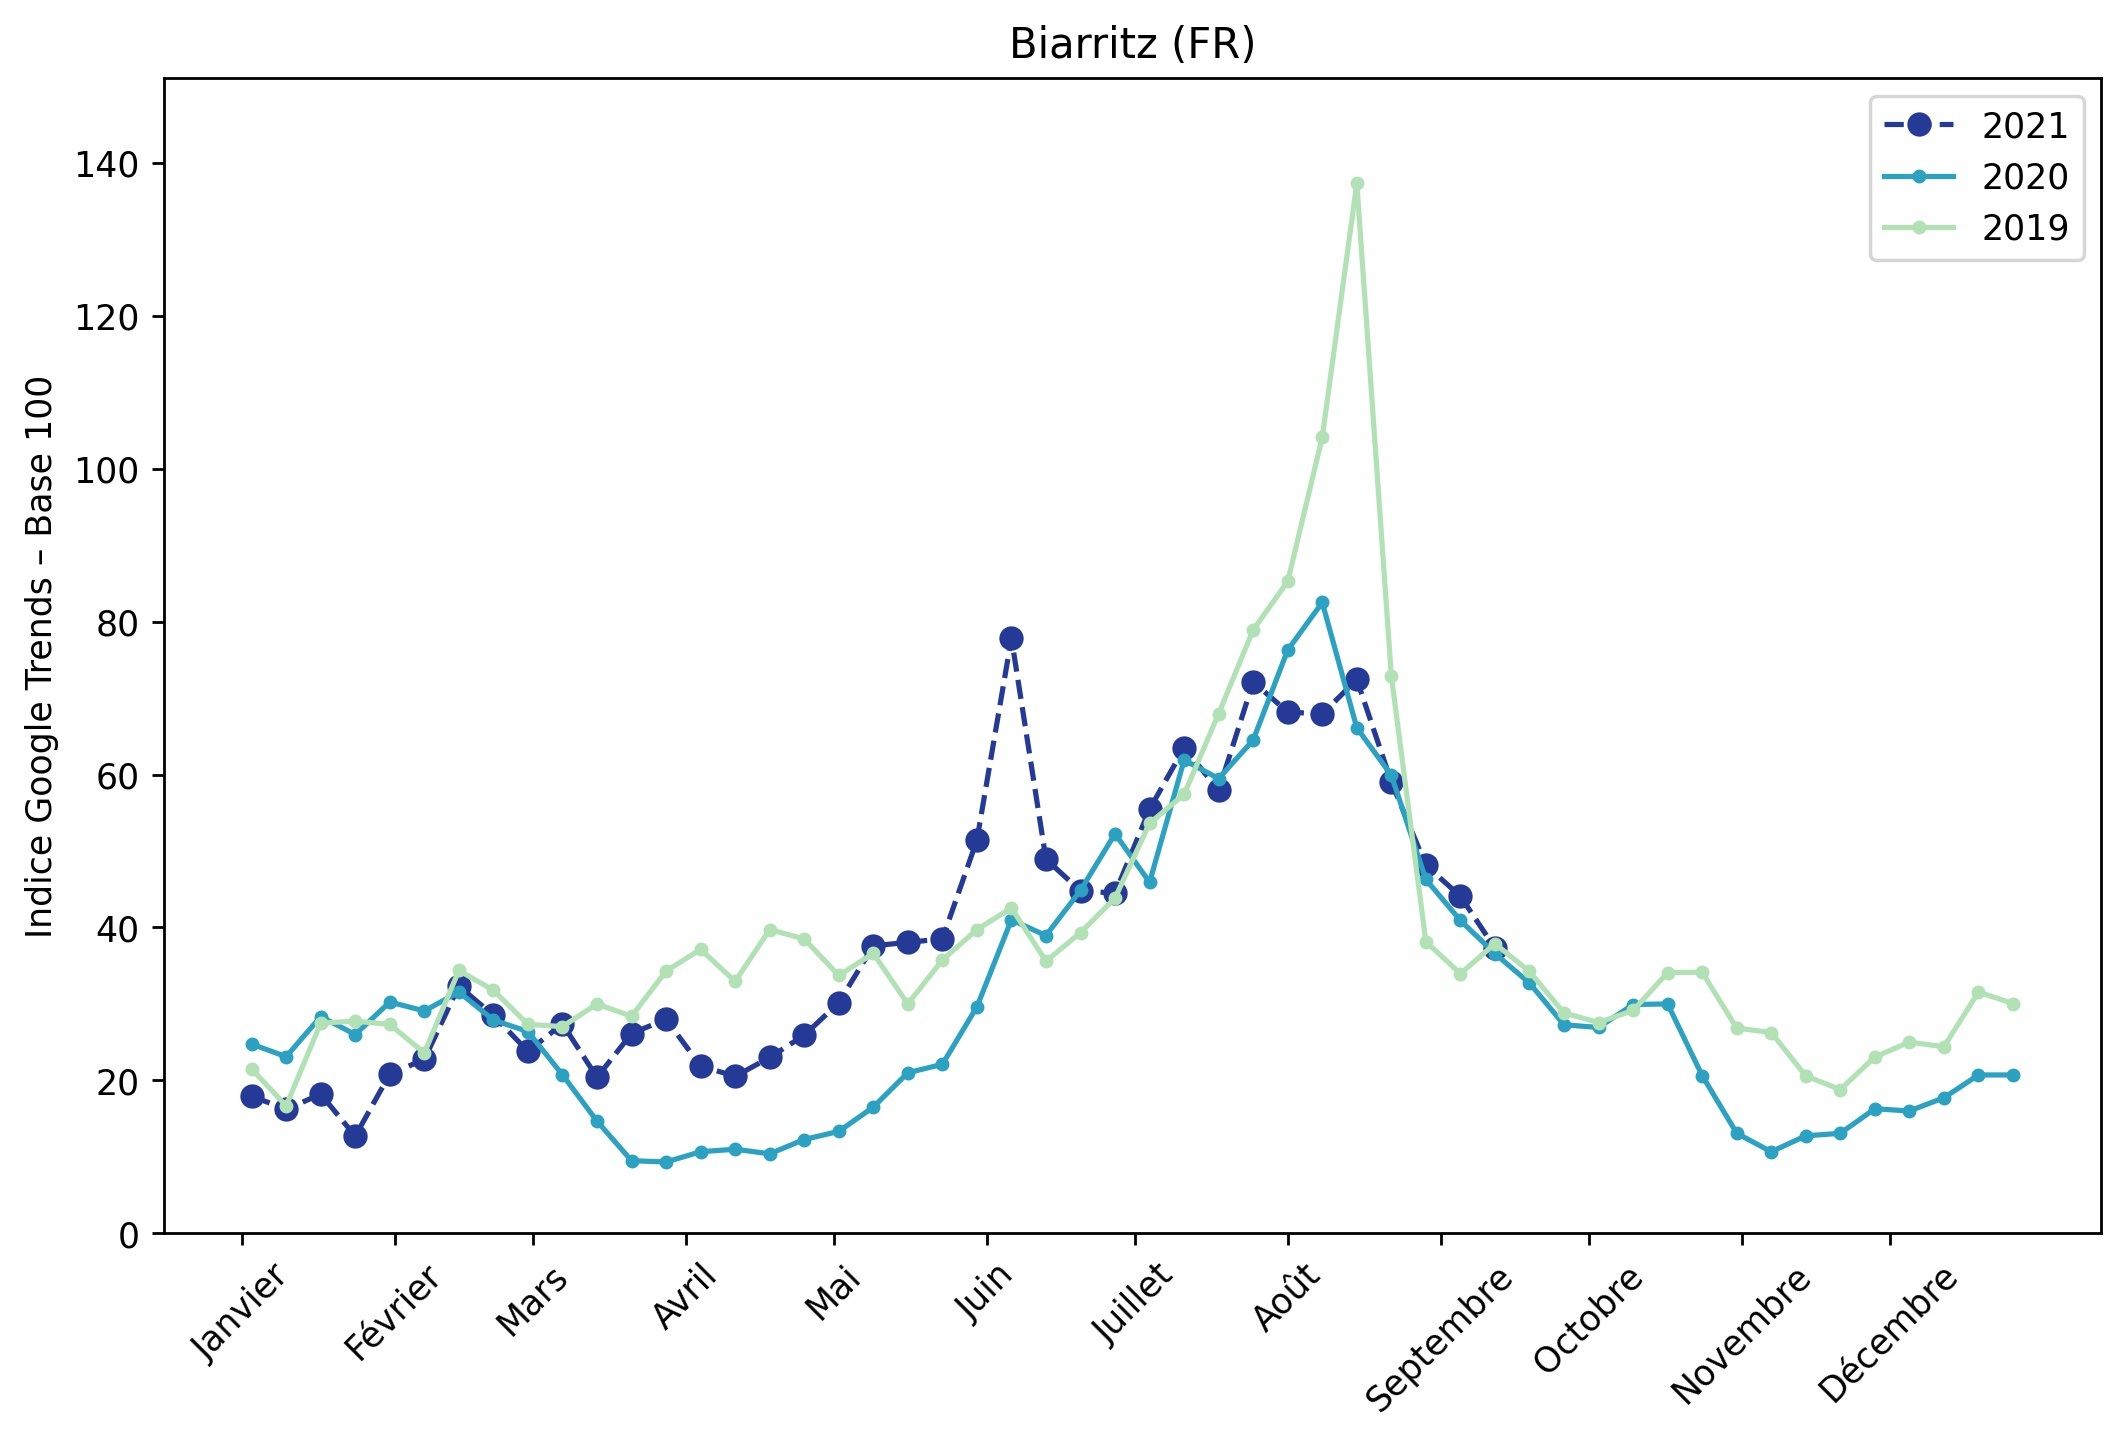 Biarritz (FR)
Indice Google Trends – Base 100
140
120
100
80
60
40
20
0
2021
2020
2019
Janvier
Février
Mars
Avril
Mai
Juin
Juillet
Août
Septembre
Octobre
Novembre
Décembre